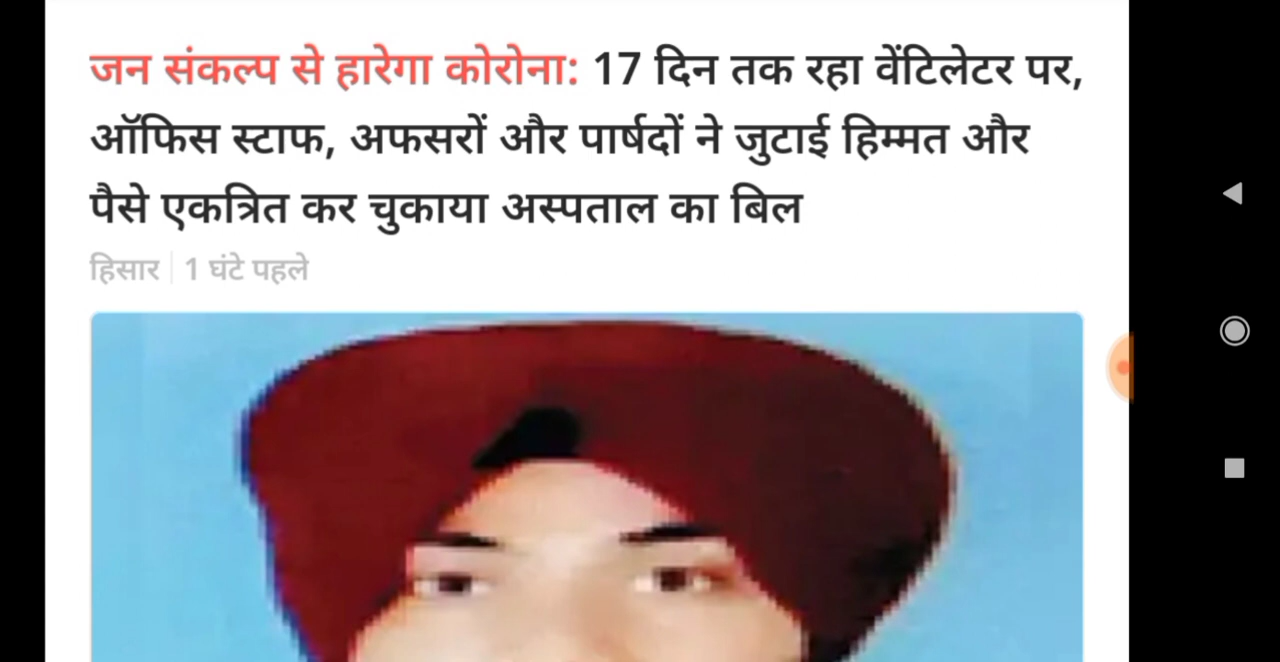 जन संकल्प से हारेगा कोरोना: 17 दिन तक रहा वेंटिलेटर पर,
ऑफिस स्टाफ, अफसरों और पार्षदों ने जुटाई हिम्मत और
पैसे एकत्रित कर चुकाया अस्पताल का बिल
हिसार | 1 घंटे पहले